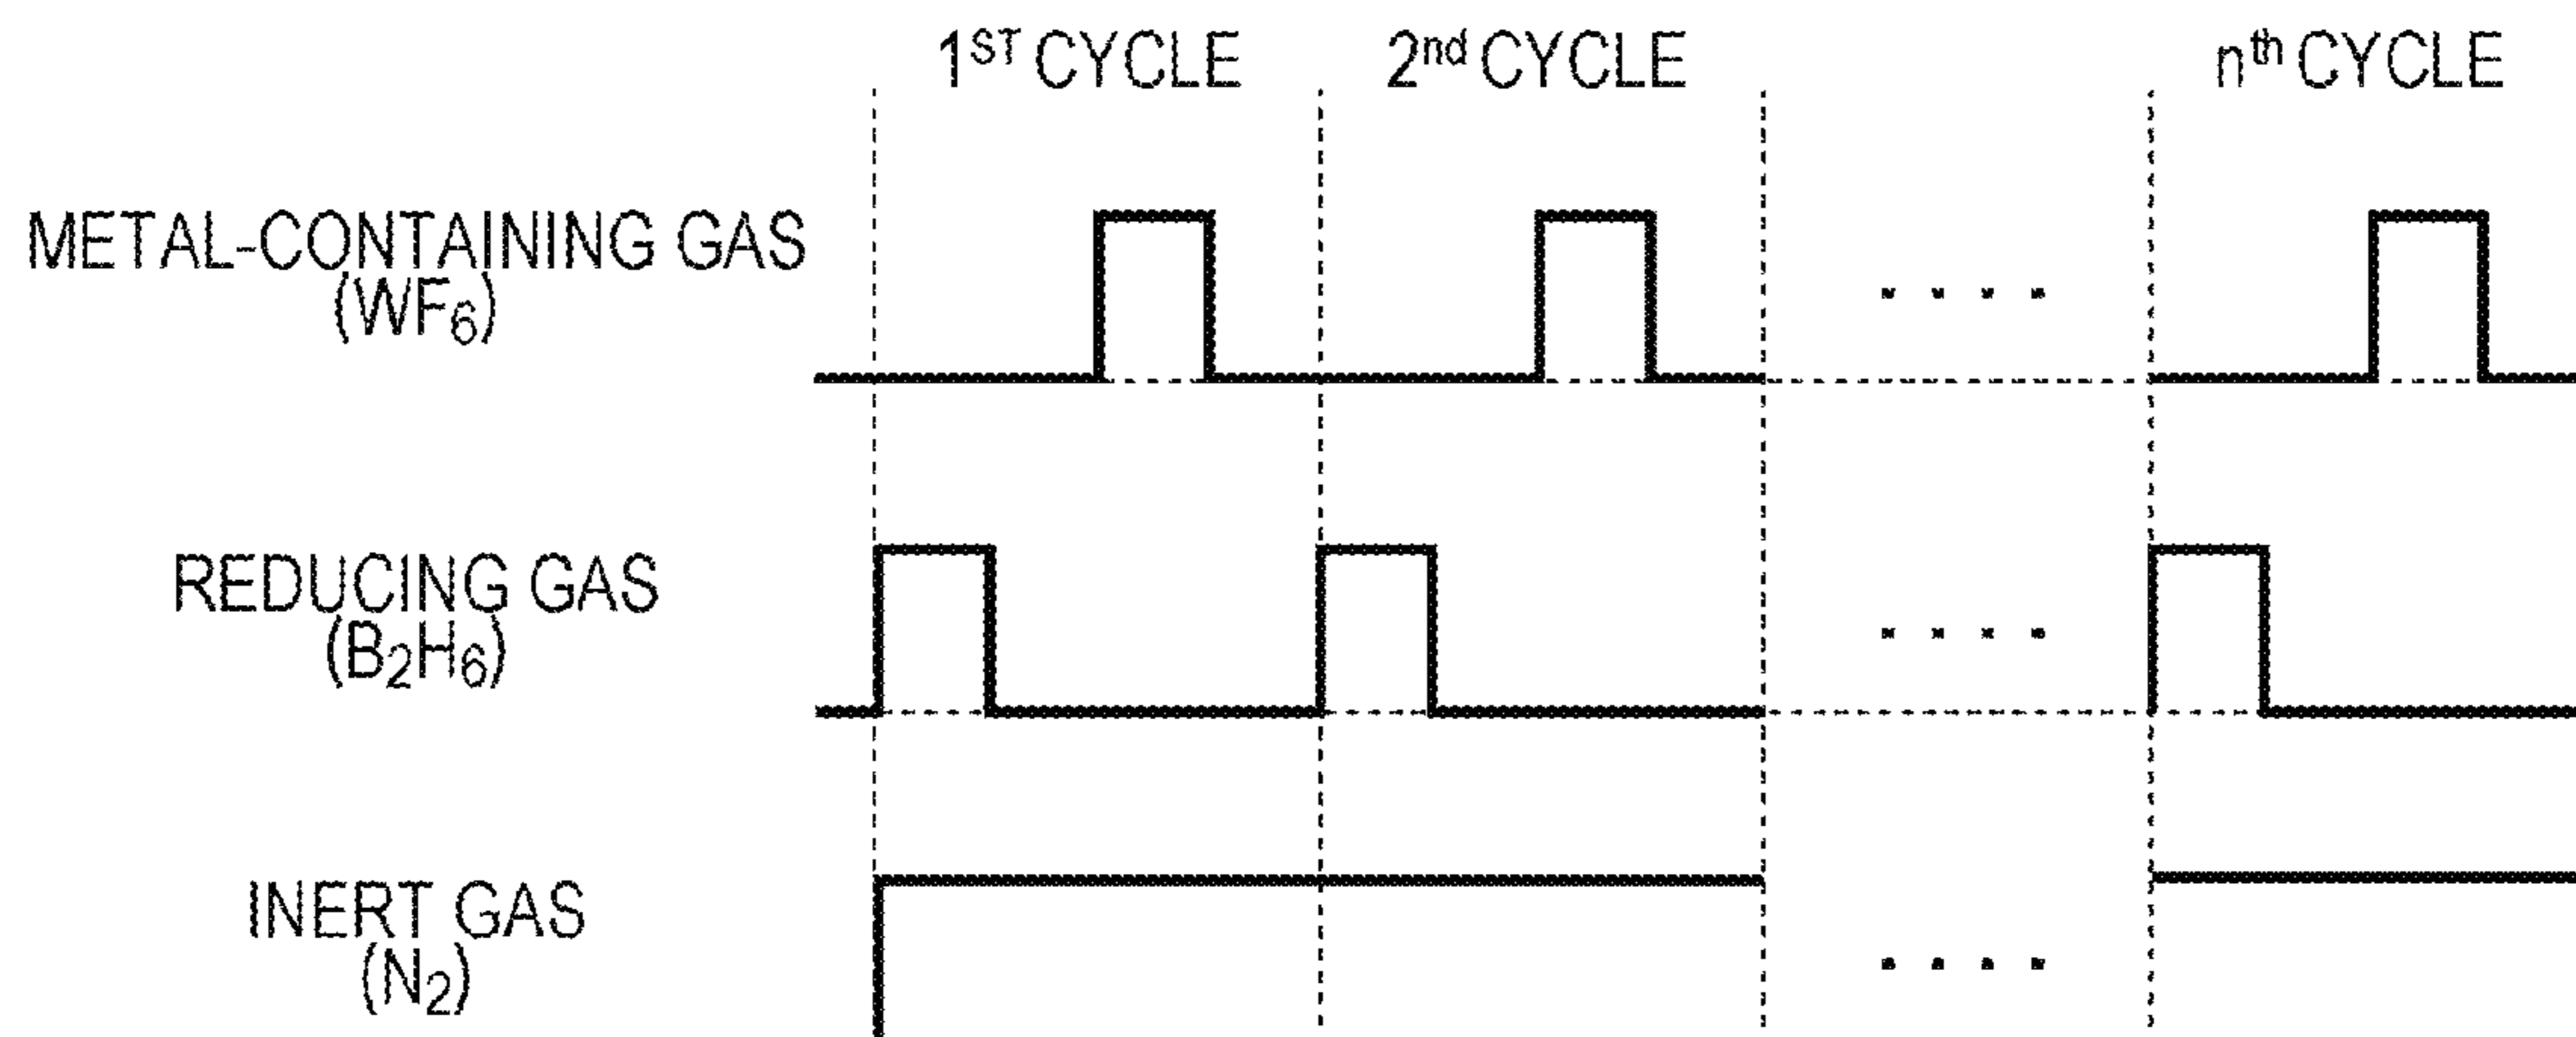 1ST CYCLE 2nd CYCLE nth CYCLE
METAL-CONTAINING GAS
(WF6)
. . . .
REDUCING GAS
(B2H6)
. . . .
INERT GAS
(N2)
. . . .